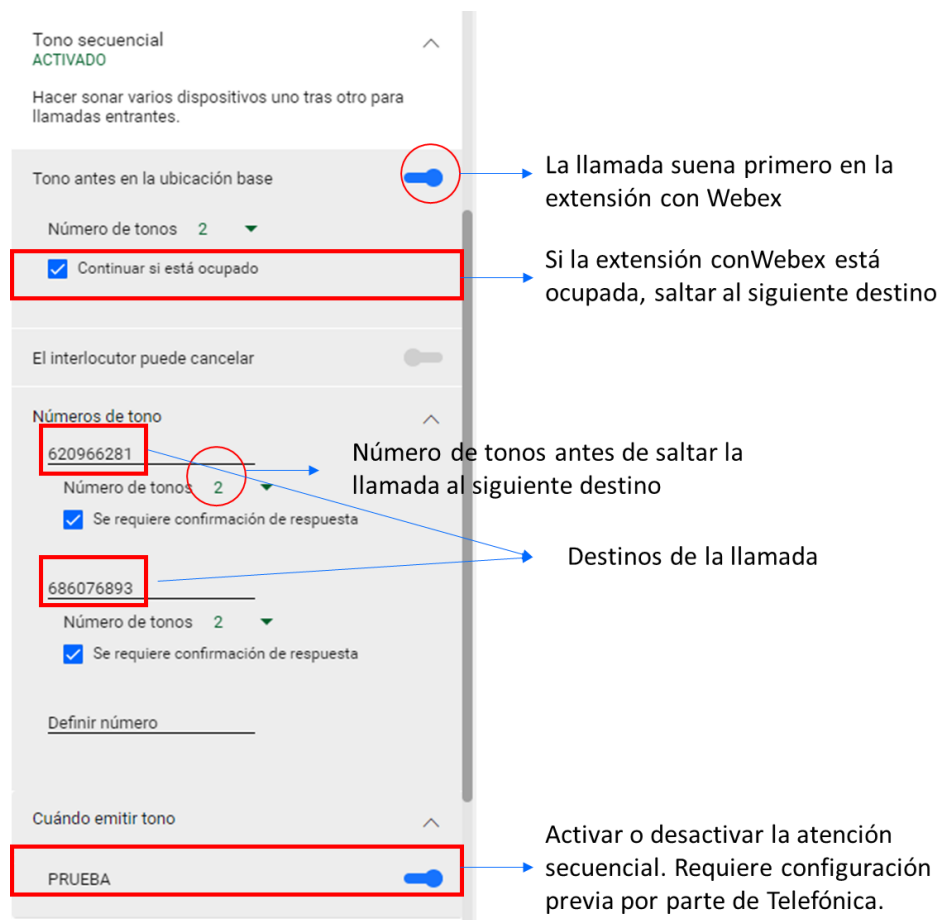 Tono secuencial
ACTIVADO
Hacer sonar varios dispositivos uno tras otro para
llamadas entrantes.
Tono antes en la ubicación base
La llamada suena primero en la
extensión con Webex
Número de tonos 2
Continuar si está ocupado
Si la extensión conWebex está
ocupada, saltar al siguiente destino
El interlocutor puede cancelar
Números de tono
620966281
Número de tonos 2
Número de tonos antes de saltar la
llamada al siguiente destino
Se requiere confirmación de respuesta
Destinos de la llamada
686076893
Número de tonos 2
Se requiere confirmación de respuesta
Definir número
Cuándo emitir tono
PRUEBA
Activar o desactivar la atención
secuencial. Requiere configuración
previa por parte de Telefónica.